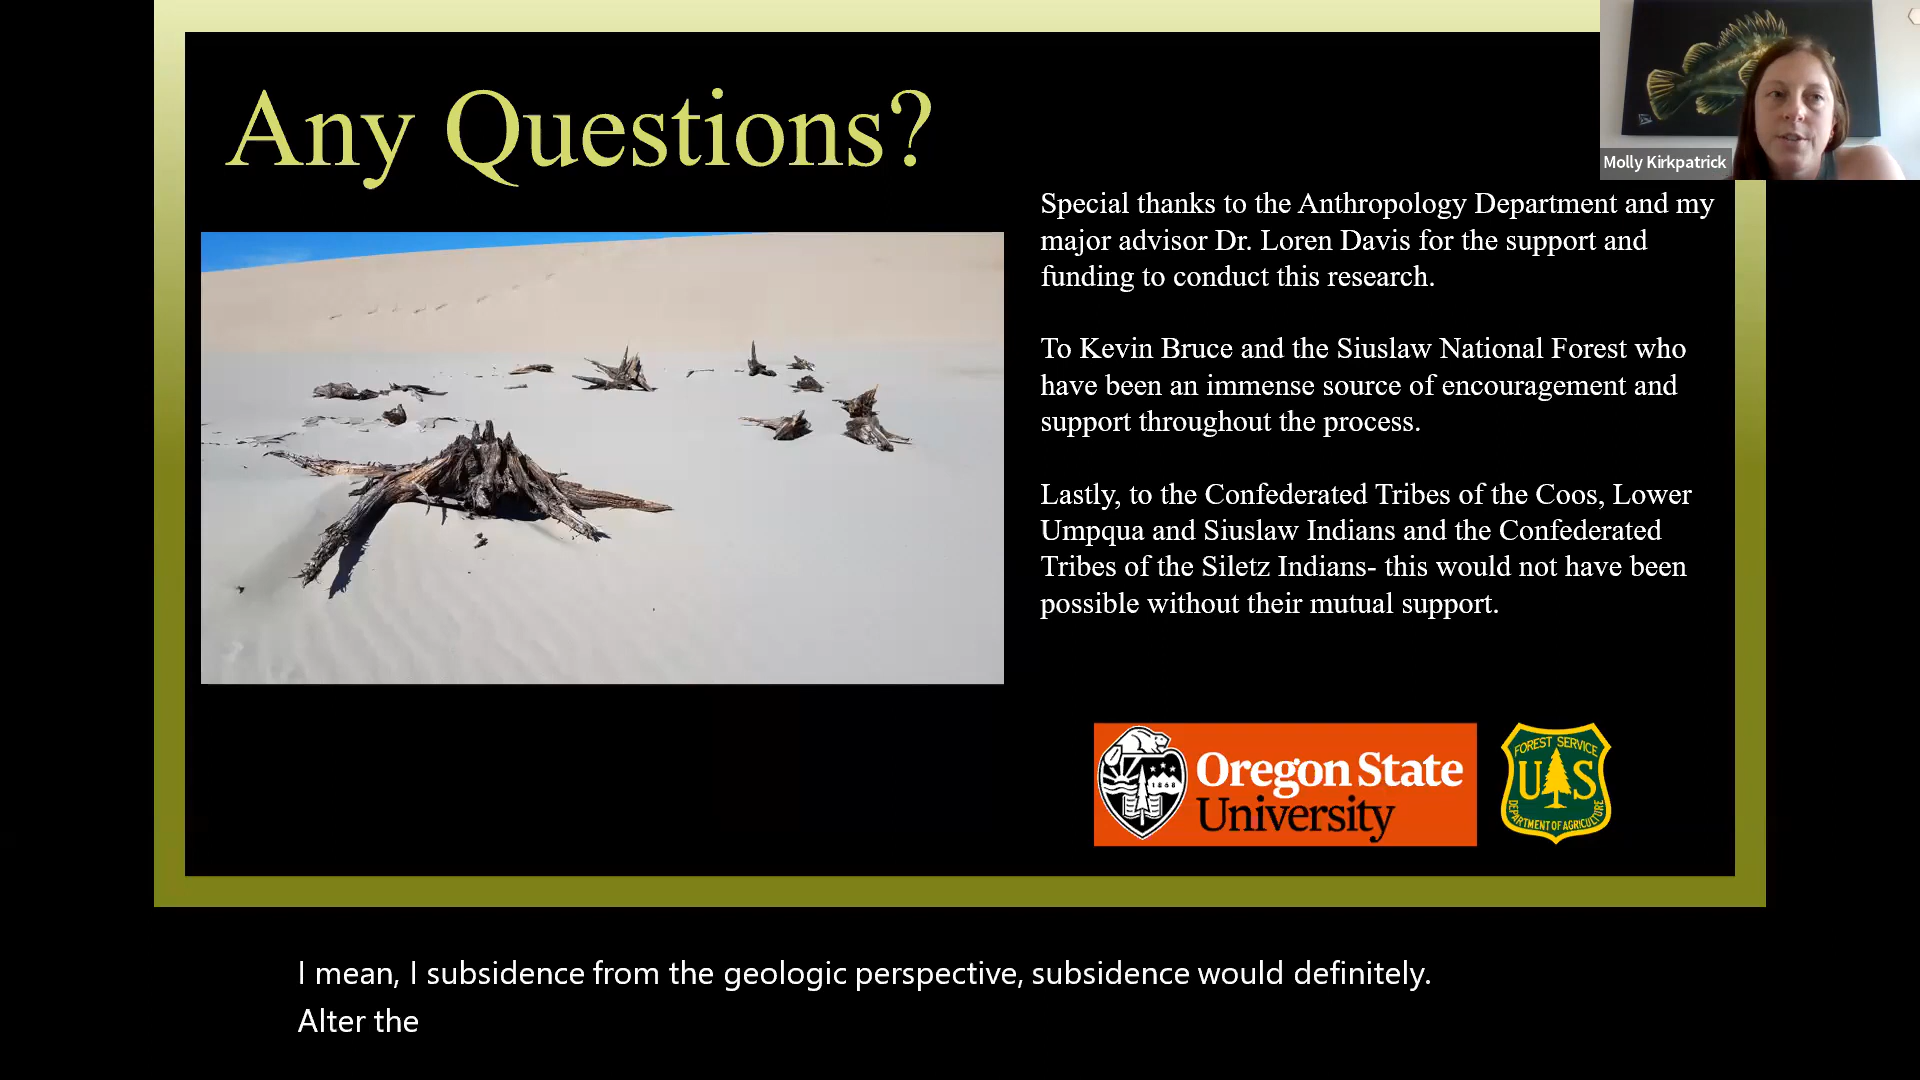 Any Questions?
Molly Kirkpatrick
Special thanks to the Anthropology Department and my
major advisor Dr. Loren Davis for the support and
funding to conduct this research.
To Kevin Bruce and the Siuslaw National Forest who
have been an immense source of encouragement and
support throughout the process.
Lastly, to the Confederated Tribes of the Coos, Lower
Umpqua and Siuslaw Indians and the Confederated
Tribes of the Siletz Indians- this would not have been
possible without their mutual support.
1868
Oregon State
University
FOREST SERVICE
U S
DEPARTMENT OF AGRICULTURE
I mean, I subsidence from the geologic perspective, subsidence would definitely.
Alter the